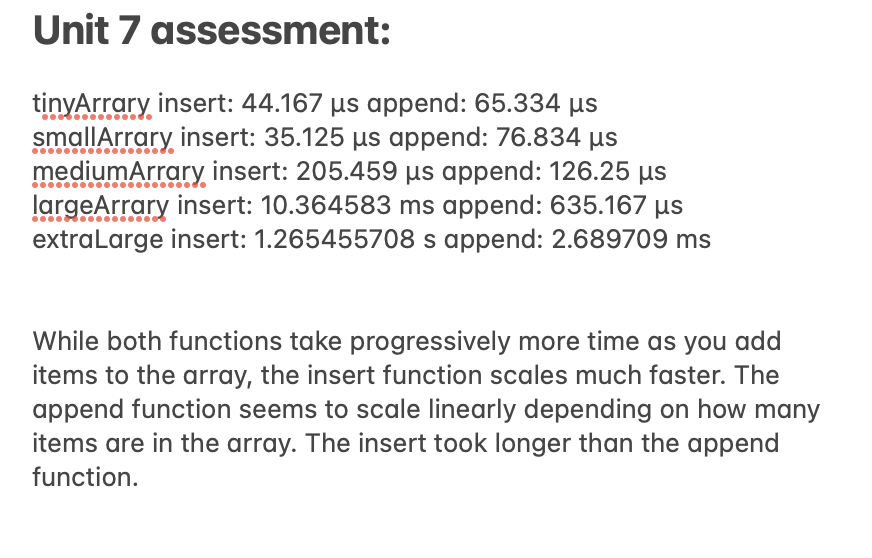 Unit 7 assessment:
tinyArrary insert: 44.167 μs append: 65.334 μs
smallArrary insert: 35.125 μs append: 76.834 μs
mediumArrary insert: 205.459 μs append: 126.25 μs
largeArrary insert: 10.364583 ms append: 635.167 μs
extraLarge insert: 1.265455708 s append: 2.689709 ms
While both functions take progressively more time as you add
items to the array, the insert function scales much faster. The
append function seems to scale linearly depending on how many
items are in the array. The insert took longer than the append
function.